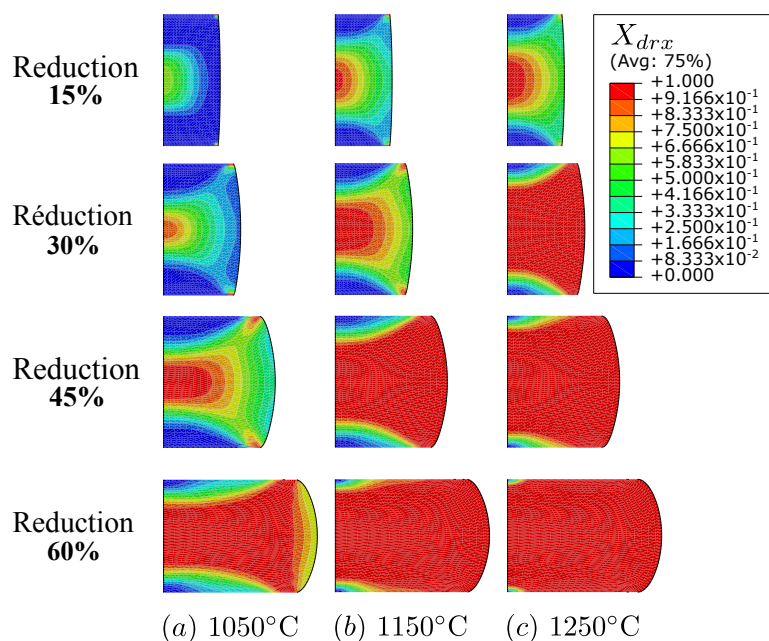 Reduction
15%
X_{drx}
(Avg: 75%)
+1.000
+9.166x10^{-1}
+8.333x10^{-1}
+7.500x10^{-1}
+6.666x10^{-1}
+5.833x10^{-1}
+5.000x10^{-1}
+4.166x10^{-1}
+3.333x10^{-1}
+2.500x10^{-1}
+1.666x10^{-1}
+8.333x10^{-2}
+0.000
Réduction
30%
Reduction
45%
Reduction
60%
(a) 1050°C
(b) 1150°C
(c) 1250°C